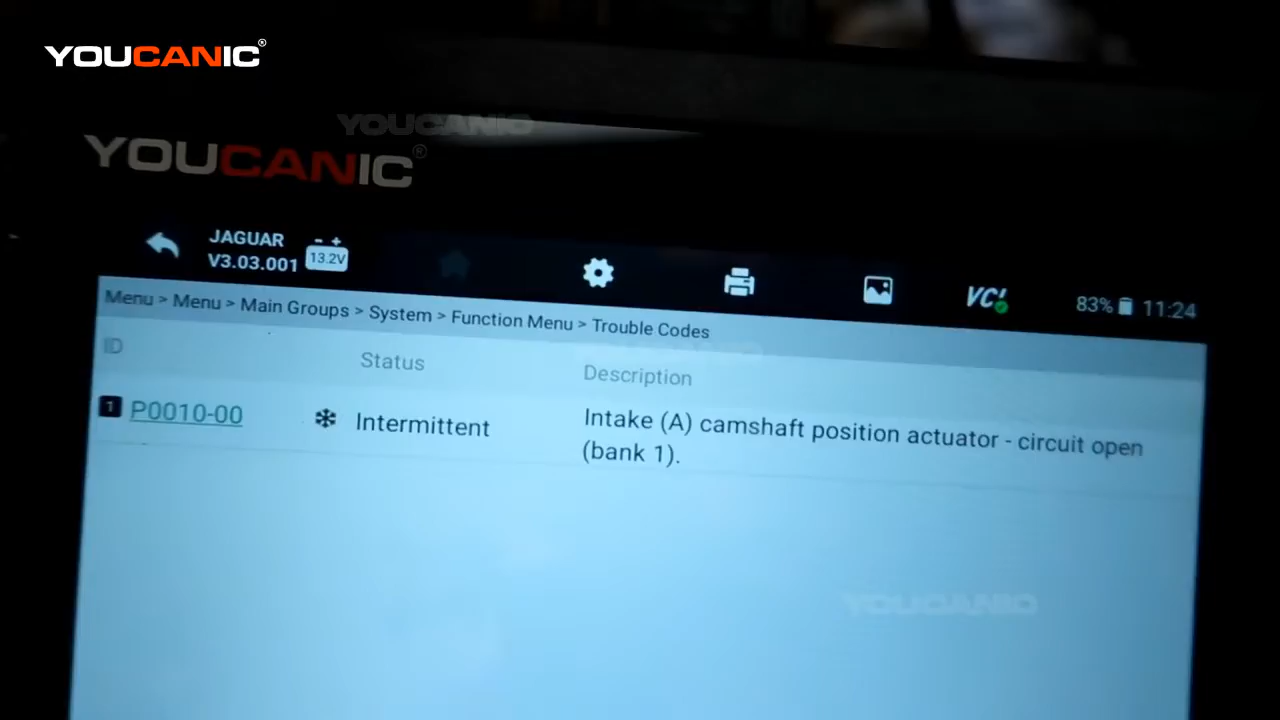 YOUCANIC®
YOUCANIC
YOUCANIC®
JAGUAR
V3.03.001
- +
13.2V
VC!
83%
11:24
Menu > Menu > Main Groups > System > Function Menu > Trouble Codes
ID
Status
Description
1
P0010-00
Intermittent
Intake (A) camshaft position actuator - circuit open
(bank 1).
YOUCANIC